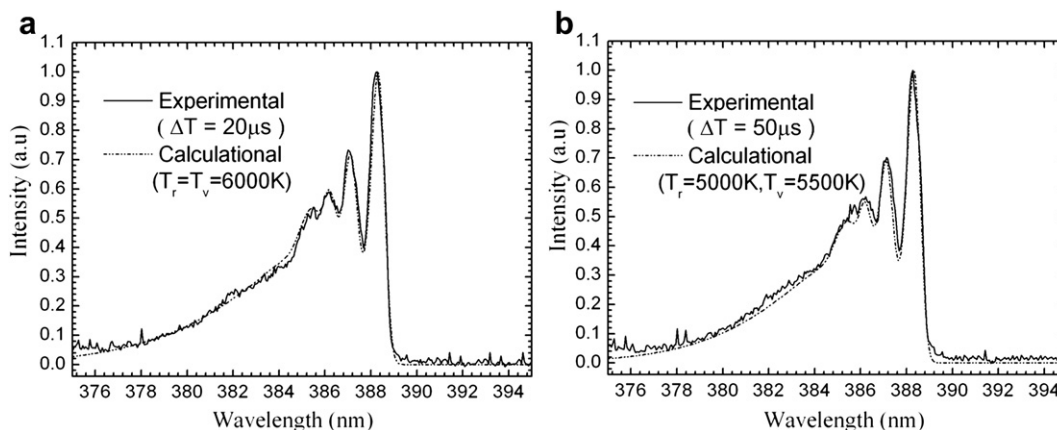 a
1.1
1.0
0.9
0.8
0.7
0.6
0.5
0.4
0.3
0.2
0.1
0.0
Intensity (a.u)
Experimental
( ΔT = 20μs )
Calculational
(Tr=Tv=6000K)
376 378 380 382 384 386 388 390 392 394
Wavelength (nm)
b
1.1
1.0
0.9
0.8
0.7
0.6
0.5
0.4
0.3
0.2
0.1
0.0
Intensity (a.u)
Experimental
( ΔT = 50μs )
Calculational
(Tr=5000K,Tv=5500K)
376 378 380 382 384 386 388 390 392 394
Wavelength (nm)